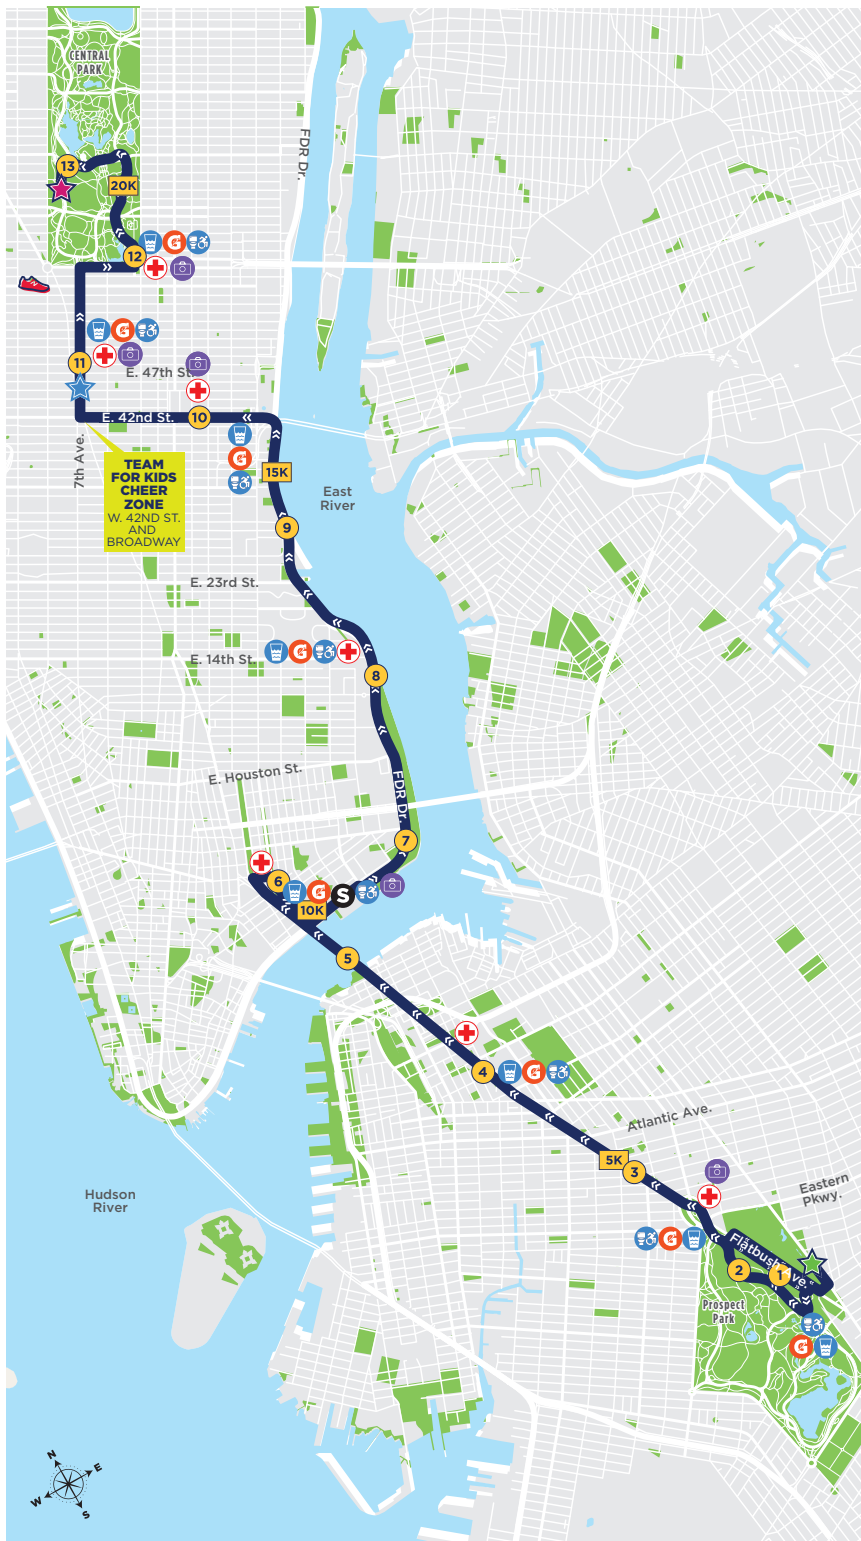 CENTRAL
PARK
FDR Dr.
13
20K
12
11
E. 47th St.
E. 42nd St.
10
7th Ave.
TEAM
FOR KIDS
CHEER
ZONE
W. 42ND ST.
AND
BROADWAY
15K
East
River
9
E. 23rd St.
E. 14th St.
8
E. Houston St.
FDR Dr.
7
6
S
10K
5
4
Atlantic Ave.
5K
3
Eastern
Pkwy.
Hudson
River
Flatbush Ave.
2
1
Prospect
Park
N
E
W
S